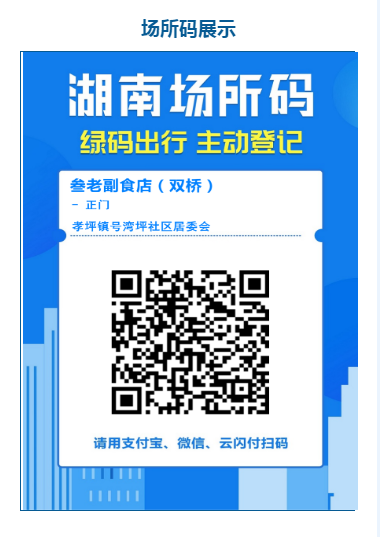 场所码展示
湖南场所码
绿码出行 主动登记
叁老副食店（双桥）
- 正门
孝坪镇号湾坪社区居委会
请用支付宝、微信、云闪付扫码